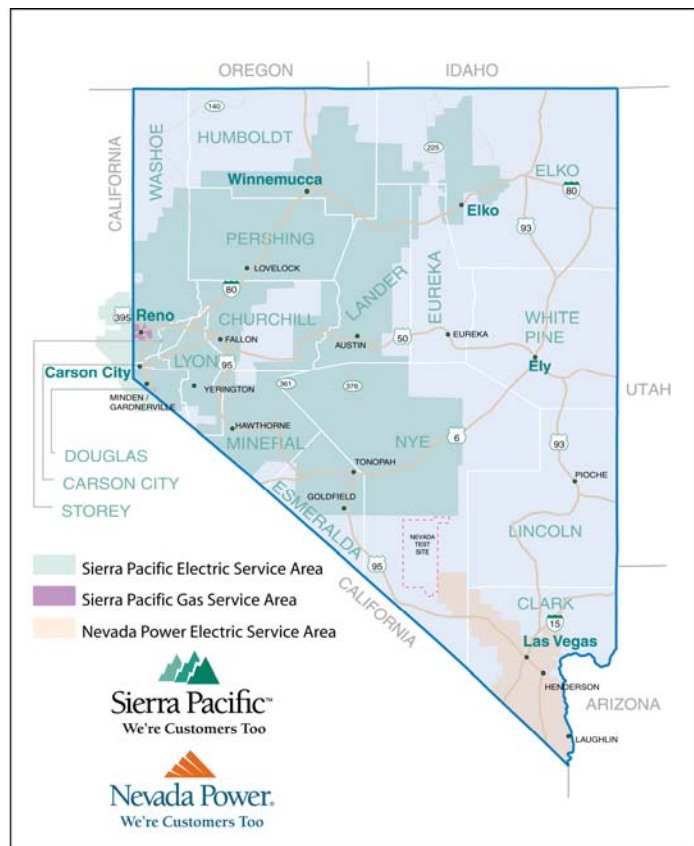 OREGON
IDAHO
140
HUMBOLDT
WASHOE
CALIFORNIA
225
ELKO
Winnemucca
80
Elko
93
PERSHING
LOVELOCK
LANDER
EUREKA
80
395
Reno
CHURCHILL
WHITE
PINE
FALLON
AUSTIN
50
EUREKA
LYON
95
Ely
Carson City
361
376
UTAH
MINDEN /
GARDNERVILLE
YERINGTON
HAWTHORNE
MINERAL
NYE
6
93
DOUGLAS
TONOPAH
PIOCHE
CARSON CITY
ESMERALDA
GOLDFIELD
STOREY
LINCOLN
NEVADA
TEST
SITE
95
Sierra Pacific Electric Service Area
CALIFORNIA
Sierra Pacific Gas Service Area
CLARK
15
Nevada Power Electric Service Area
Las Vegas
HENDERSON
ARIZONA
Sierra Pacific™
We're Customers Too
LAUGHLIN
Nevada Power®
We're Customers Too